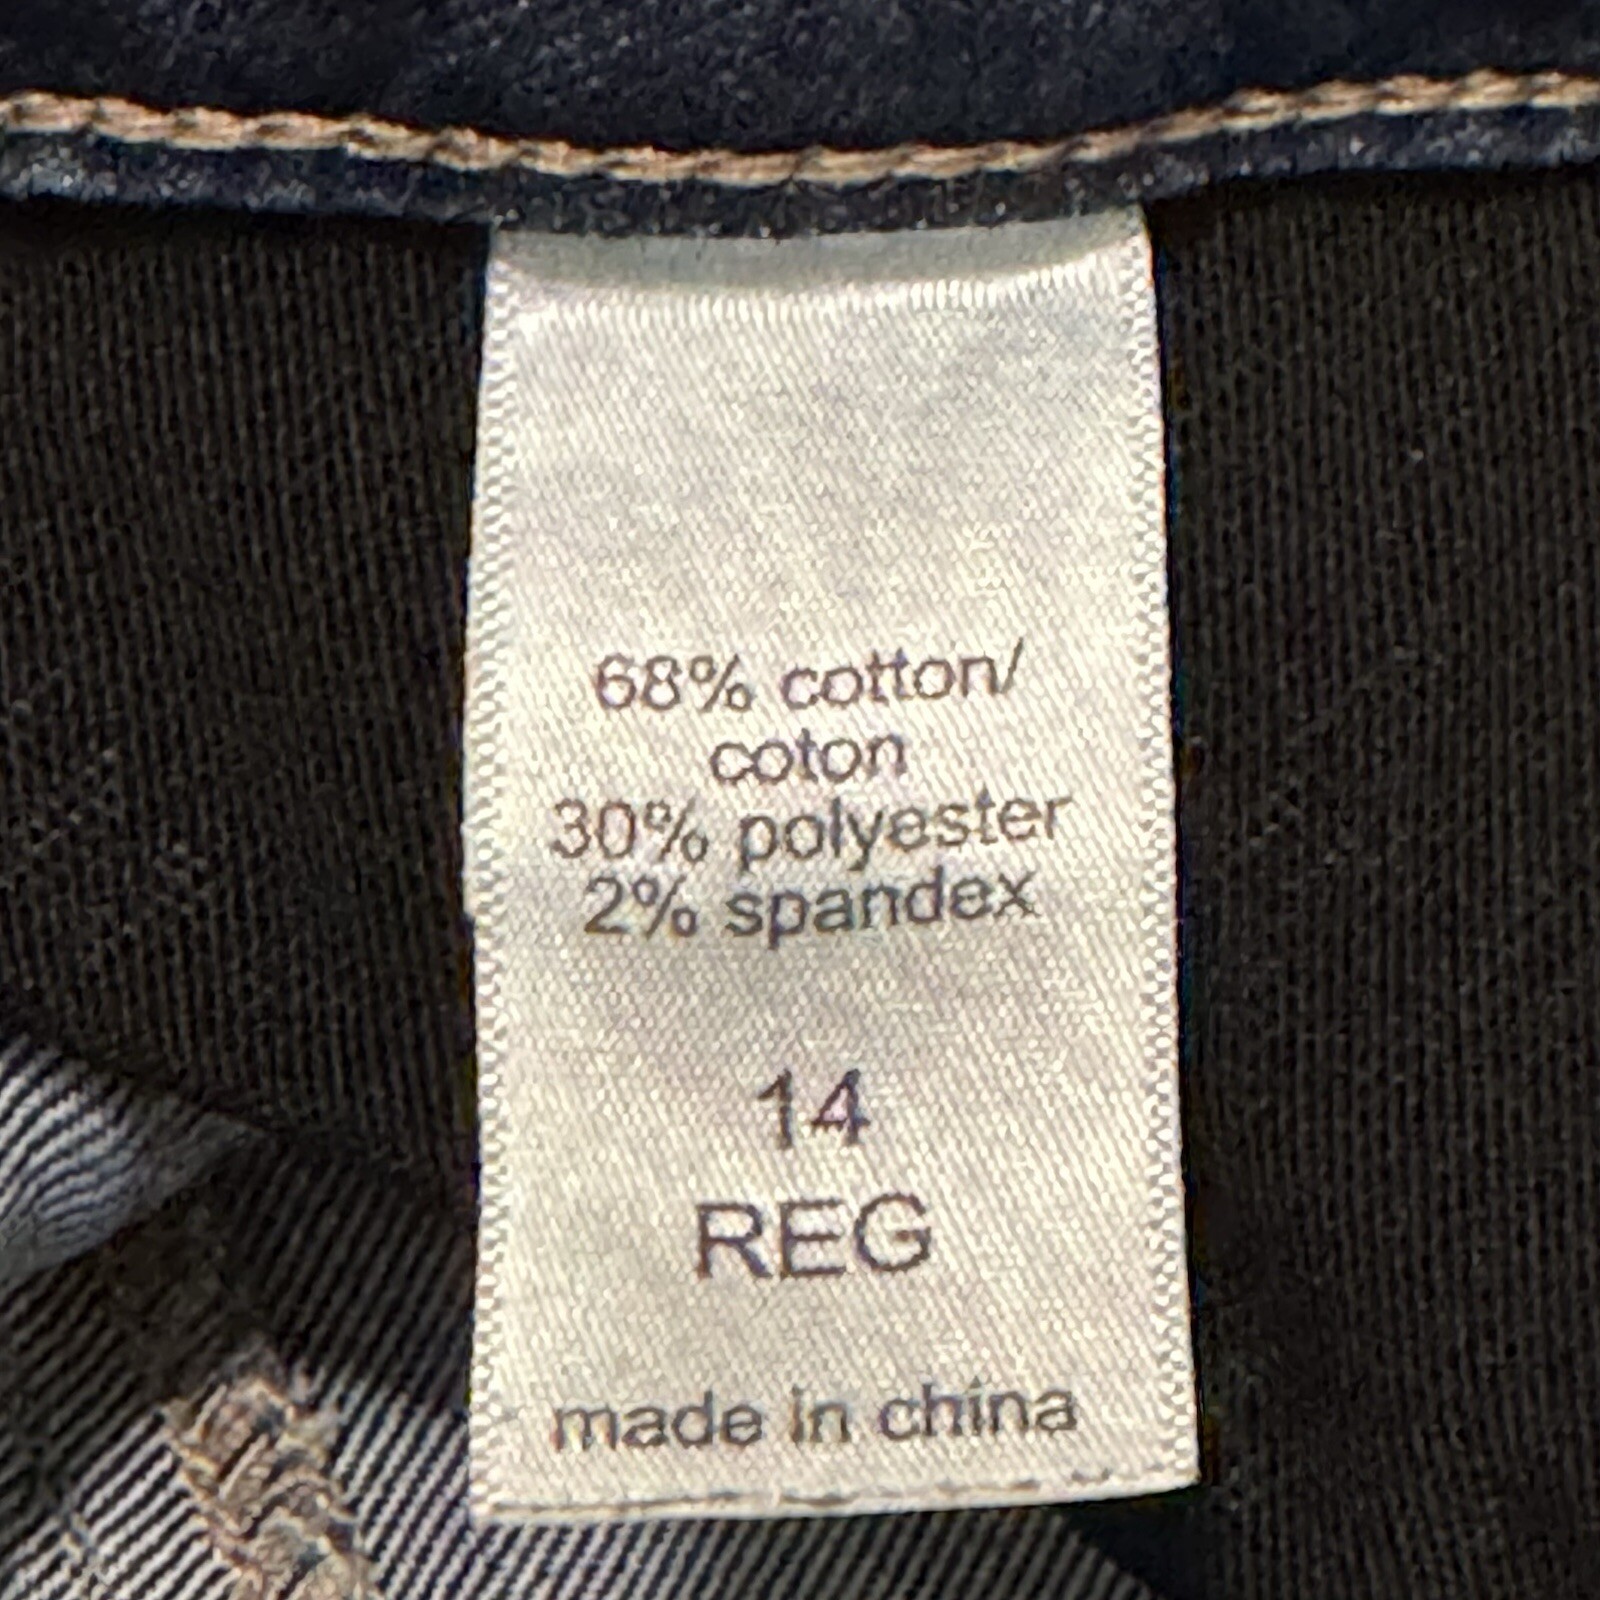 68% cotton/
coton
30% polyester
2% spandex
14
REG
made in china